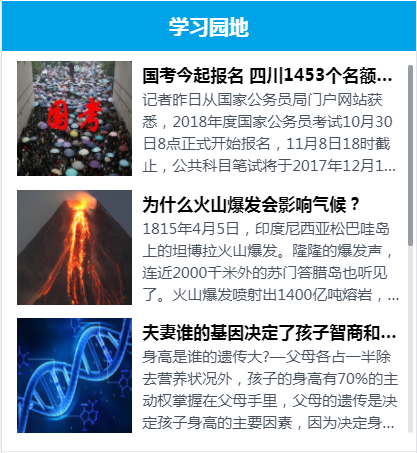 学习园地
国考
国考今起报名 四川1453个名额...
记者昨日从国家公务员局门户网站获
悉，2018年度国家公务员考试10月30
日8点正式开始报名，11月8日18时截
止，公共科目笔试将于2017年12月1...
为什么火山爆发会影响气候？
1815年4月5日，印度尼西亚松巴哇岛
上的坦博拉火山爆发。隆隆的爆发声，
连近2000千米外的苏门答腊岛也听见
了。火山爆发喷射出1400亿吨熔岩，...
夫妻谁的基因决定了孩子智商和...
身高是谁的遗传大?—父母各占一半除
去营养状况外，孩子的身高有70%的主
动权掌握在父母手里，父母的遗传是决
定孩子身高的主要因素，因为决定身...